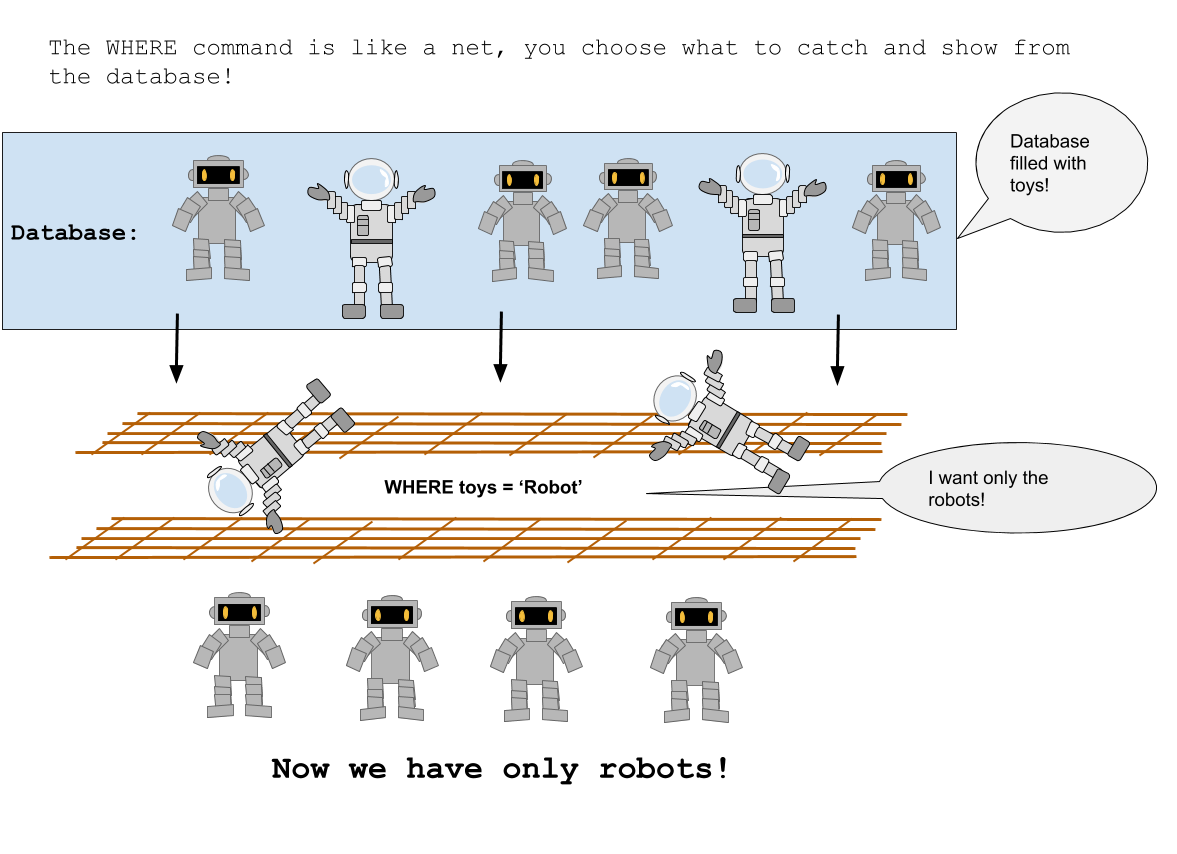 The WHERE command is like a net, you choose what to catch and show from
the database!
Database
filled with
toys!
Database:
WHERE toys = ‘Robot’
I want only the
robots!
Now we have only robots!